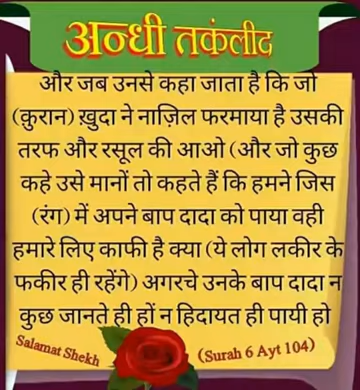 अन्धी तकंलीद
और जब उनसे कहा जाता है कि जो
(क़ुरान) ख़ुदा ने नाज़िल फरमाया है उसकी
तरफ और रसूल की आओ (और जो कुछ
कहे उसे मानों तो कहते हैं कि हमने जिस
(रंग) में अपने बाप दादा को पाया वही
हमारे लिए काफी है क्या (ये लोग लकीर के
फकीर ही रहेंगे) अगरचे उनके बाप दादा न
कुछ जानते ही हों न हिदायत ही पायी हो
Salamat Shekh
(Surah 6 Ayt 104)